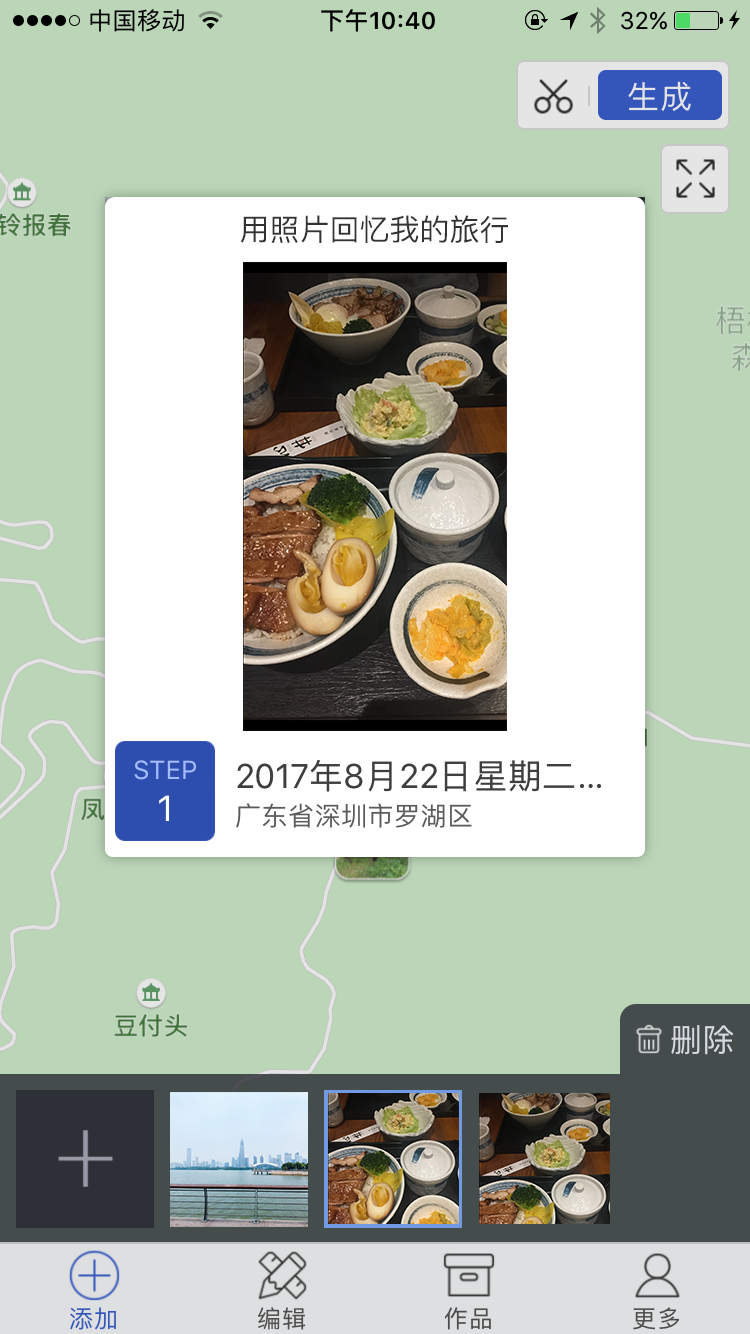 中国移动
下午10:40
32%
生成
铃报春
用照片回忆我的旅行
梧
森
STEP
1
2017年8月22日星期二...
广东省深圳市罗湖区
凤
豆付头
删除
添加
编辑
作品
更多